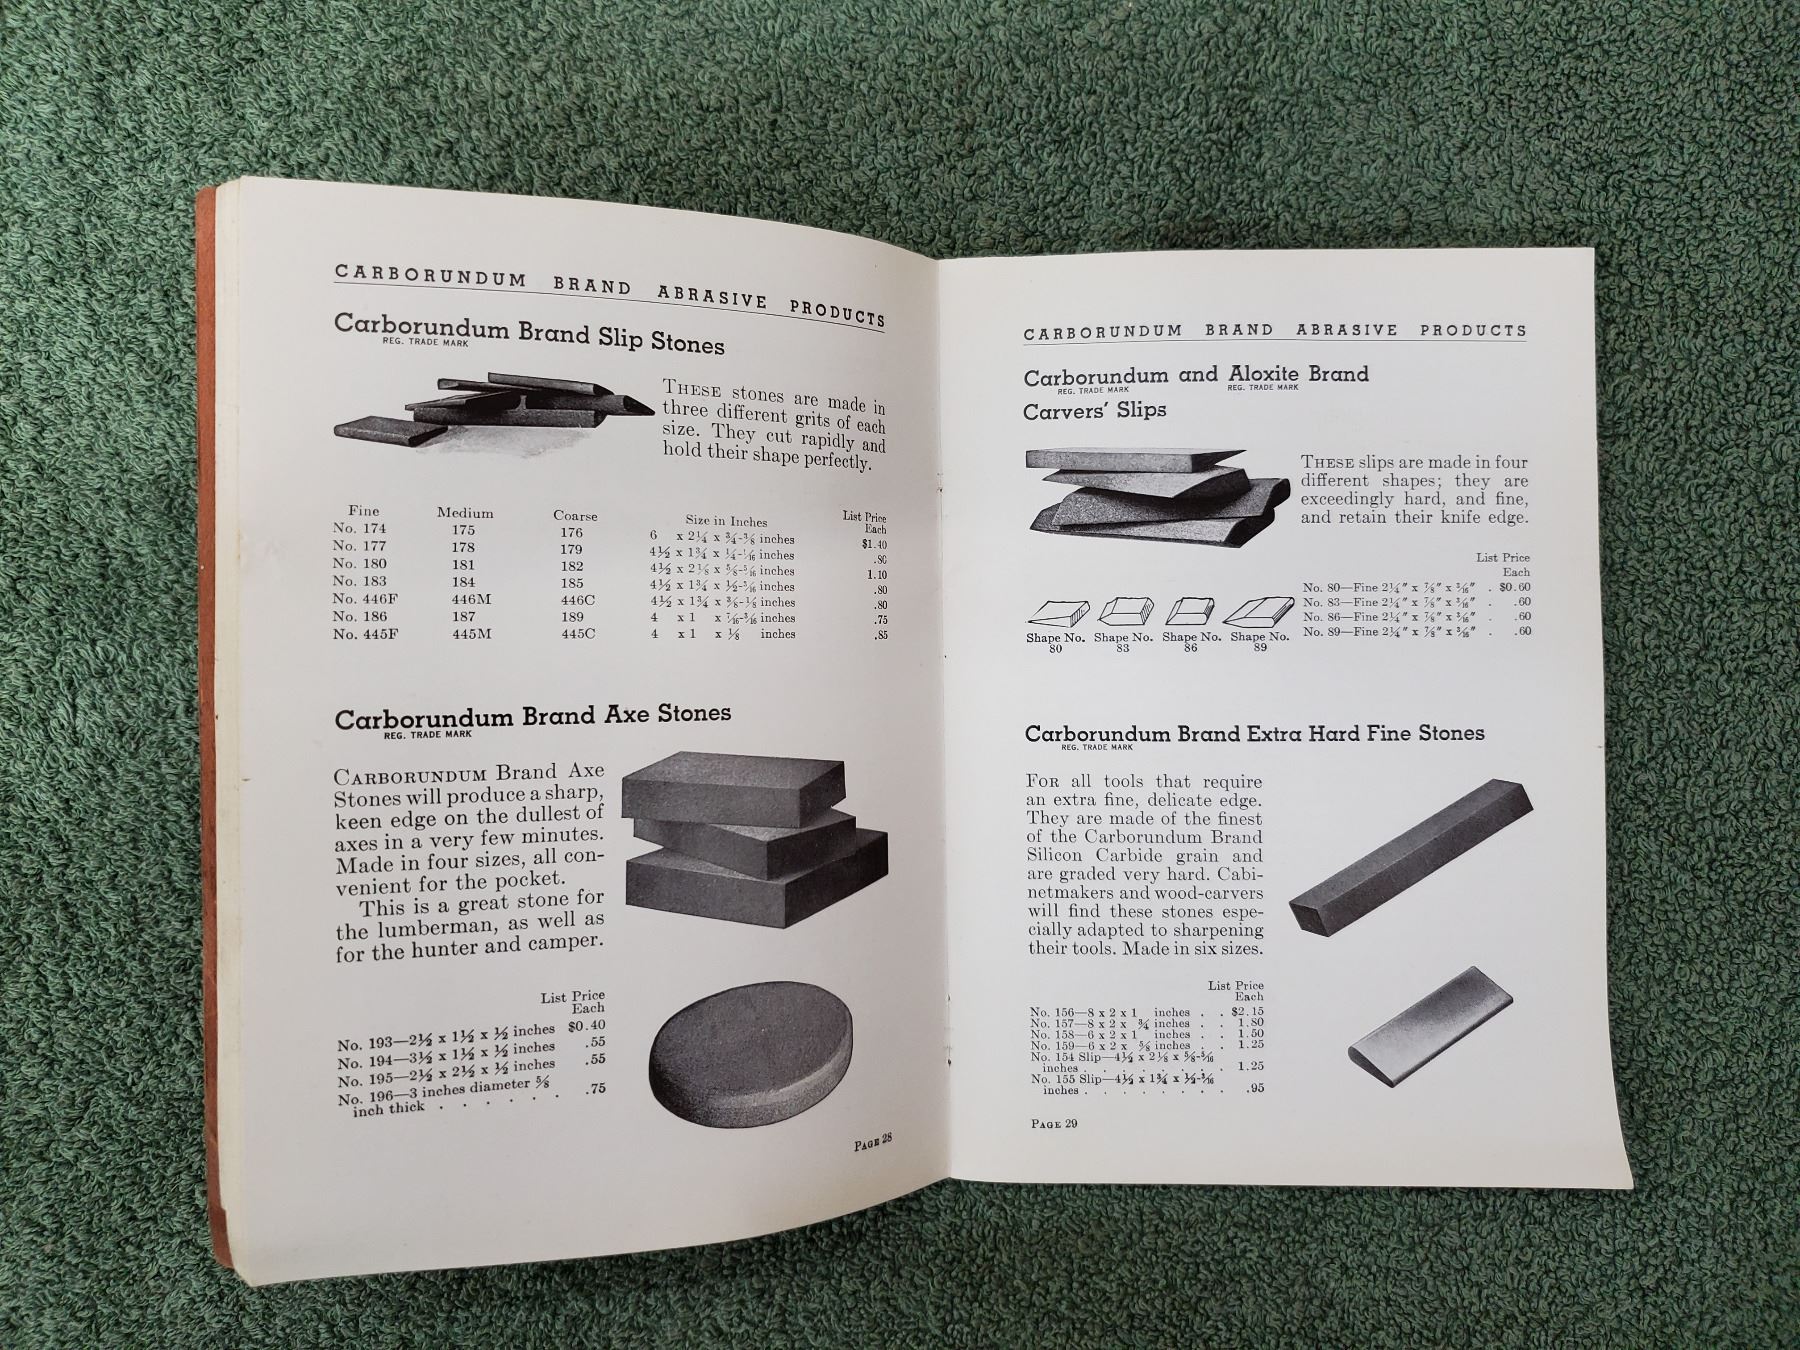 CARBORUNDUM BRAND ABRASIVE PRODUCTS
Carborundum Brand Slip Stones
REG. TRADE MARK
THESE stones are made in
three different grits of each
size. They cut rapidly and
hold their shape perfectly.
Fine Medium Coarse Size in Inches List Price Each
No. 174 175 176 6 x 2¼ x ¾-⅜ inches $1.40
No. 177 178 179 4½ x 1¾ x ¼-1/16 inches .80
No. 180 181 182 4½ x 2⅛ x ⅝-5/16 inches 1.10
No. 183 184 185 4½ x 1¾ x ½-3/16 inches .80
No. 446F 446M 446C 4½ x 1¾ x ⅜-⅛ inches .80
No. 186 187 189 4 x 1 x 7/16-3/16 inches .75
No. 445F 445M 445C 4 x 1 x ⅛ inches .85
Carborundum Brand Axe Stones
REG. TRADE MARK
CARBORUNDUM Brand Axe
Stones will produce a sharp,
keen edge on the dullest of
axes in a very few minutes.
Made in four sizes, all con-
venient for the pocket.
This is a great stone for
the lumberman, as well as
for the hunter and camper.
List Price
Each
No. 193—2½ x 1½ x ½ inches $0.40
No. 194—3½ x 1½ x ½ inches .55
No. 195—2½ x 2½ x ½ inches .55
No. 196—3 inches diameter ⅝
inch thick . . . . . . .75
PAGE 28
CARBORUNDUM BRAND ABRASIVE PRODUCTS
Carborundum and Aloxite Brand
REG. TRADE MARK REG. TRADE MARK
Carvers' Slips
THESE slips are made in four
different shapes; they are
exceedingly hard, and fine,
and retain their knife edge.
List Price
Each
No. 80—Fine 2¼" x ⅞" x 3/16" . $0.60
No. 83—Fine 2¼" x ⅞" x 3/16" . .60
No. 86—Fine 2¼" x ⅞" x 3/16" . .60
No. 89—Fine 2¼" x ⅞" x 3/16" . .60
Shape No. Shape No. Shape No. Shape No.
80 83 86 89
Carborundum Brand Extra Hard Fine Stones
REG. TRADE MARK
FOR all tools that require
an extra fine, delicate edge.
They are made of the finest
of the Carborundum Brand
Silicon Carbide grain and
are graded very hard. Cabi-
netmakers and wood-carvers
will find these stones espe-
cially adapted to sharpening
their tools. Made in six sizes.
List Price
Each
No. 156—8 x 2 x 1 inches . . $2.15
No. 157—8 x 2 x ¾ inches . . 1.80
No. 158—6 x 2 x 1 inches . . 1.50
No. 159—6 x 2 x ⅝ inches . . 1.25
No. 154 Slip—4½ x 2⅛ x ⅝-5/16
inches . . . . . . . 1.25
No. 155 Slip—4½ x 1¾ x ½-3/16
inches . . . . . . . .95
PAGE 29